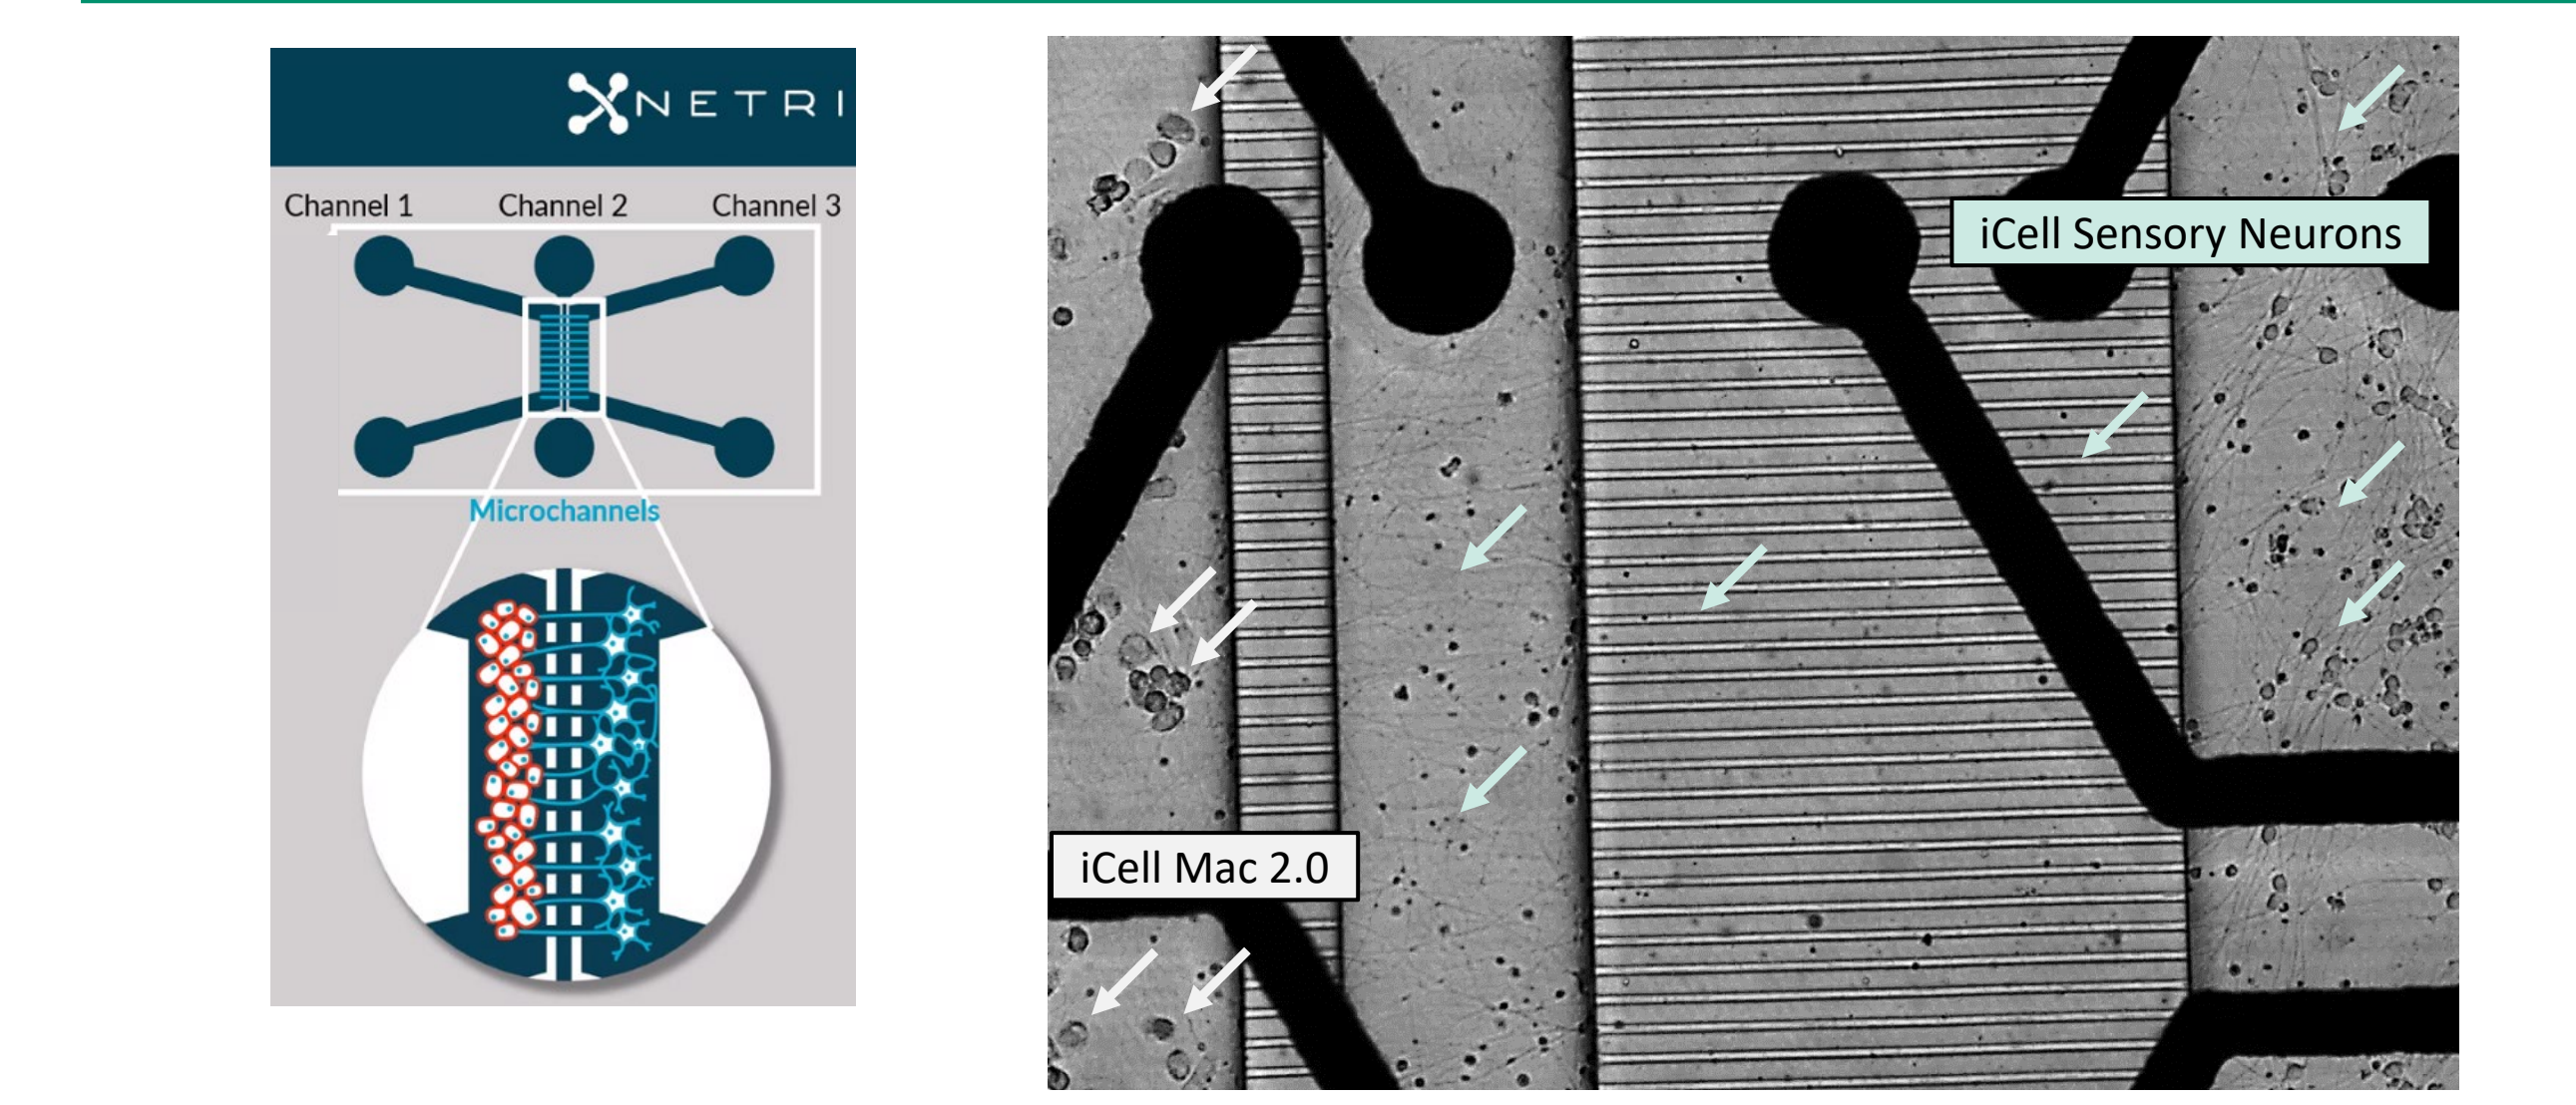 NETRI
Channel 1 Channel 2 Channel 3
Microchannels
iCell Sensory Neurons
iCell Mac 2.0